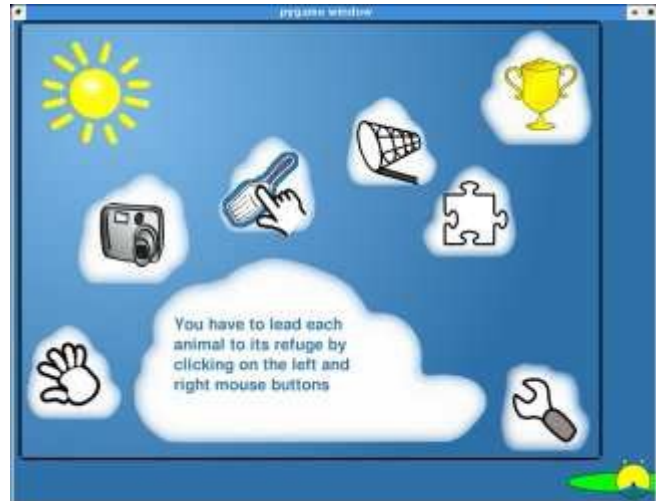 pygame window
You have to lead each
animal to its refuge by
clicking on the left and
right mouse buttons